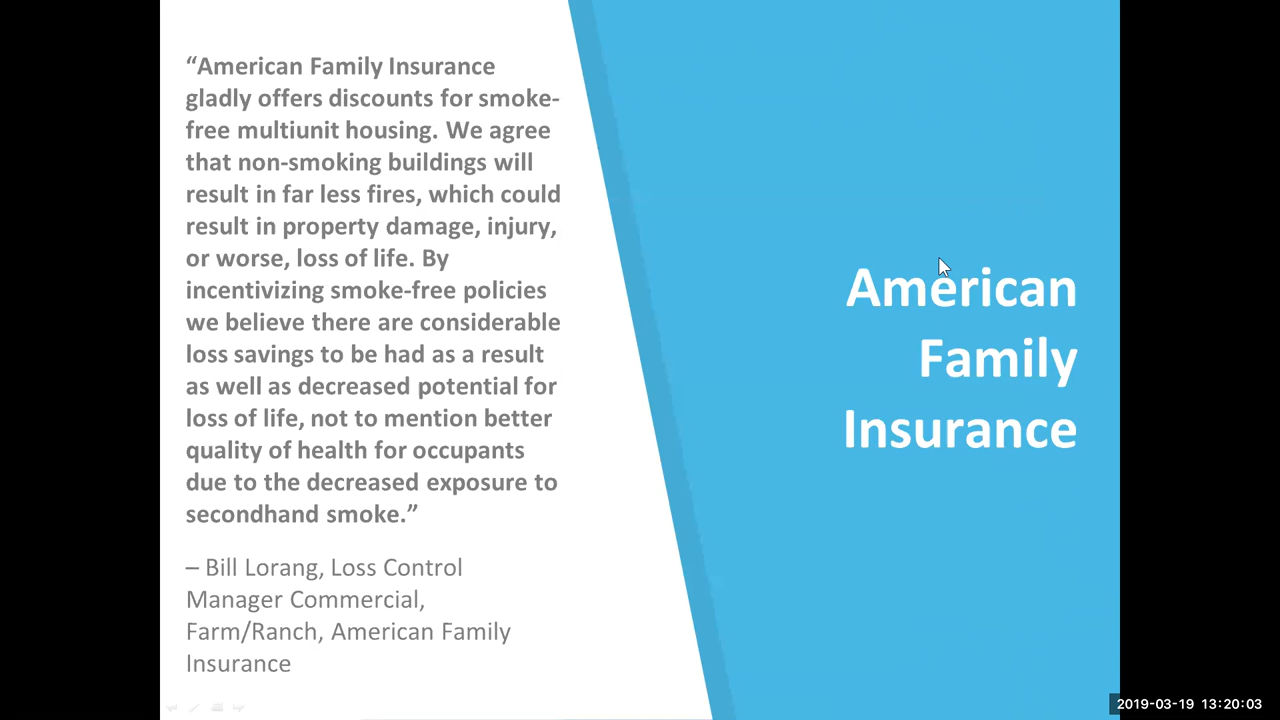 “American Family Insurance
gladly offers discounts for smoke-
free multiunit housing. We agree
that non-smoking buildings will
result in far less fires, which could
result in property damage, injury,
or worse, loss of life. By
incentivizing smoke-free policies
we believe there are considerable
loss savings to be had as a result
as well as decreased potential for
loss of life, not to mention better
quality of health for occupants
due to the decreased exposure to
secondhand smoke.”
– Bill Lorang, Loss Control
Manager Commercial,
Farm/Ranch, American Family
Insurance
American
Family
Insurance
2019-03-19 13:20:03